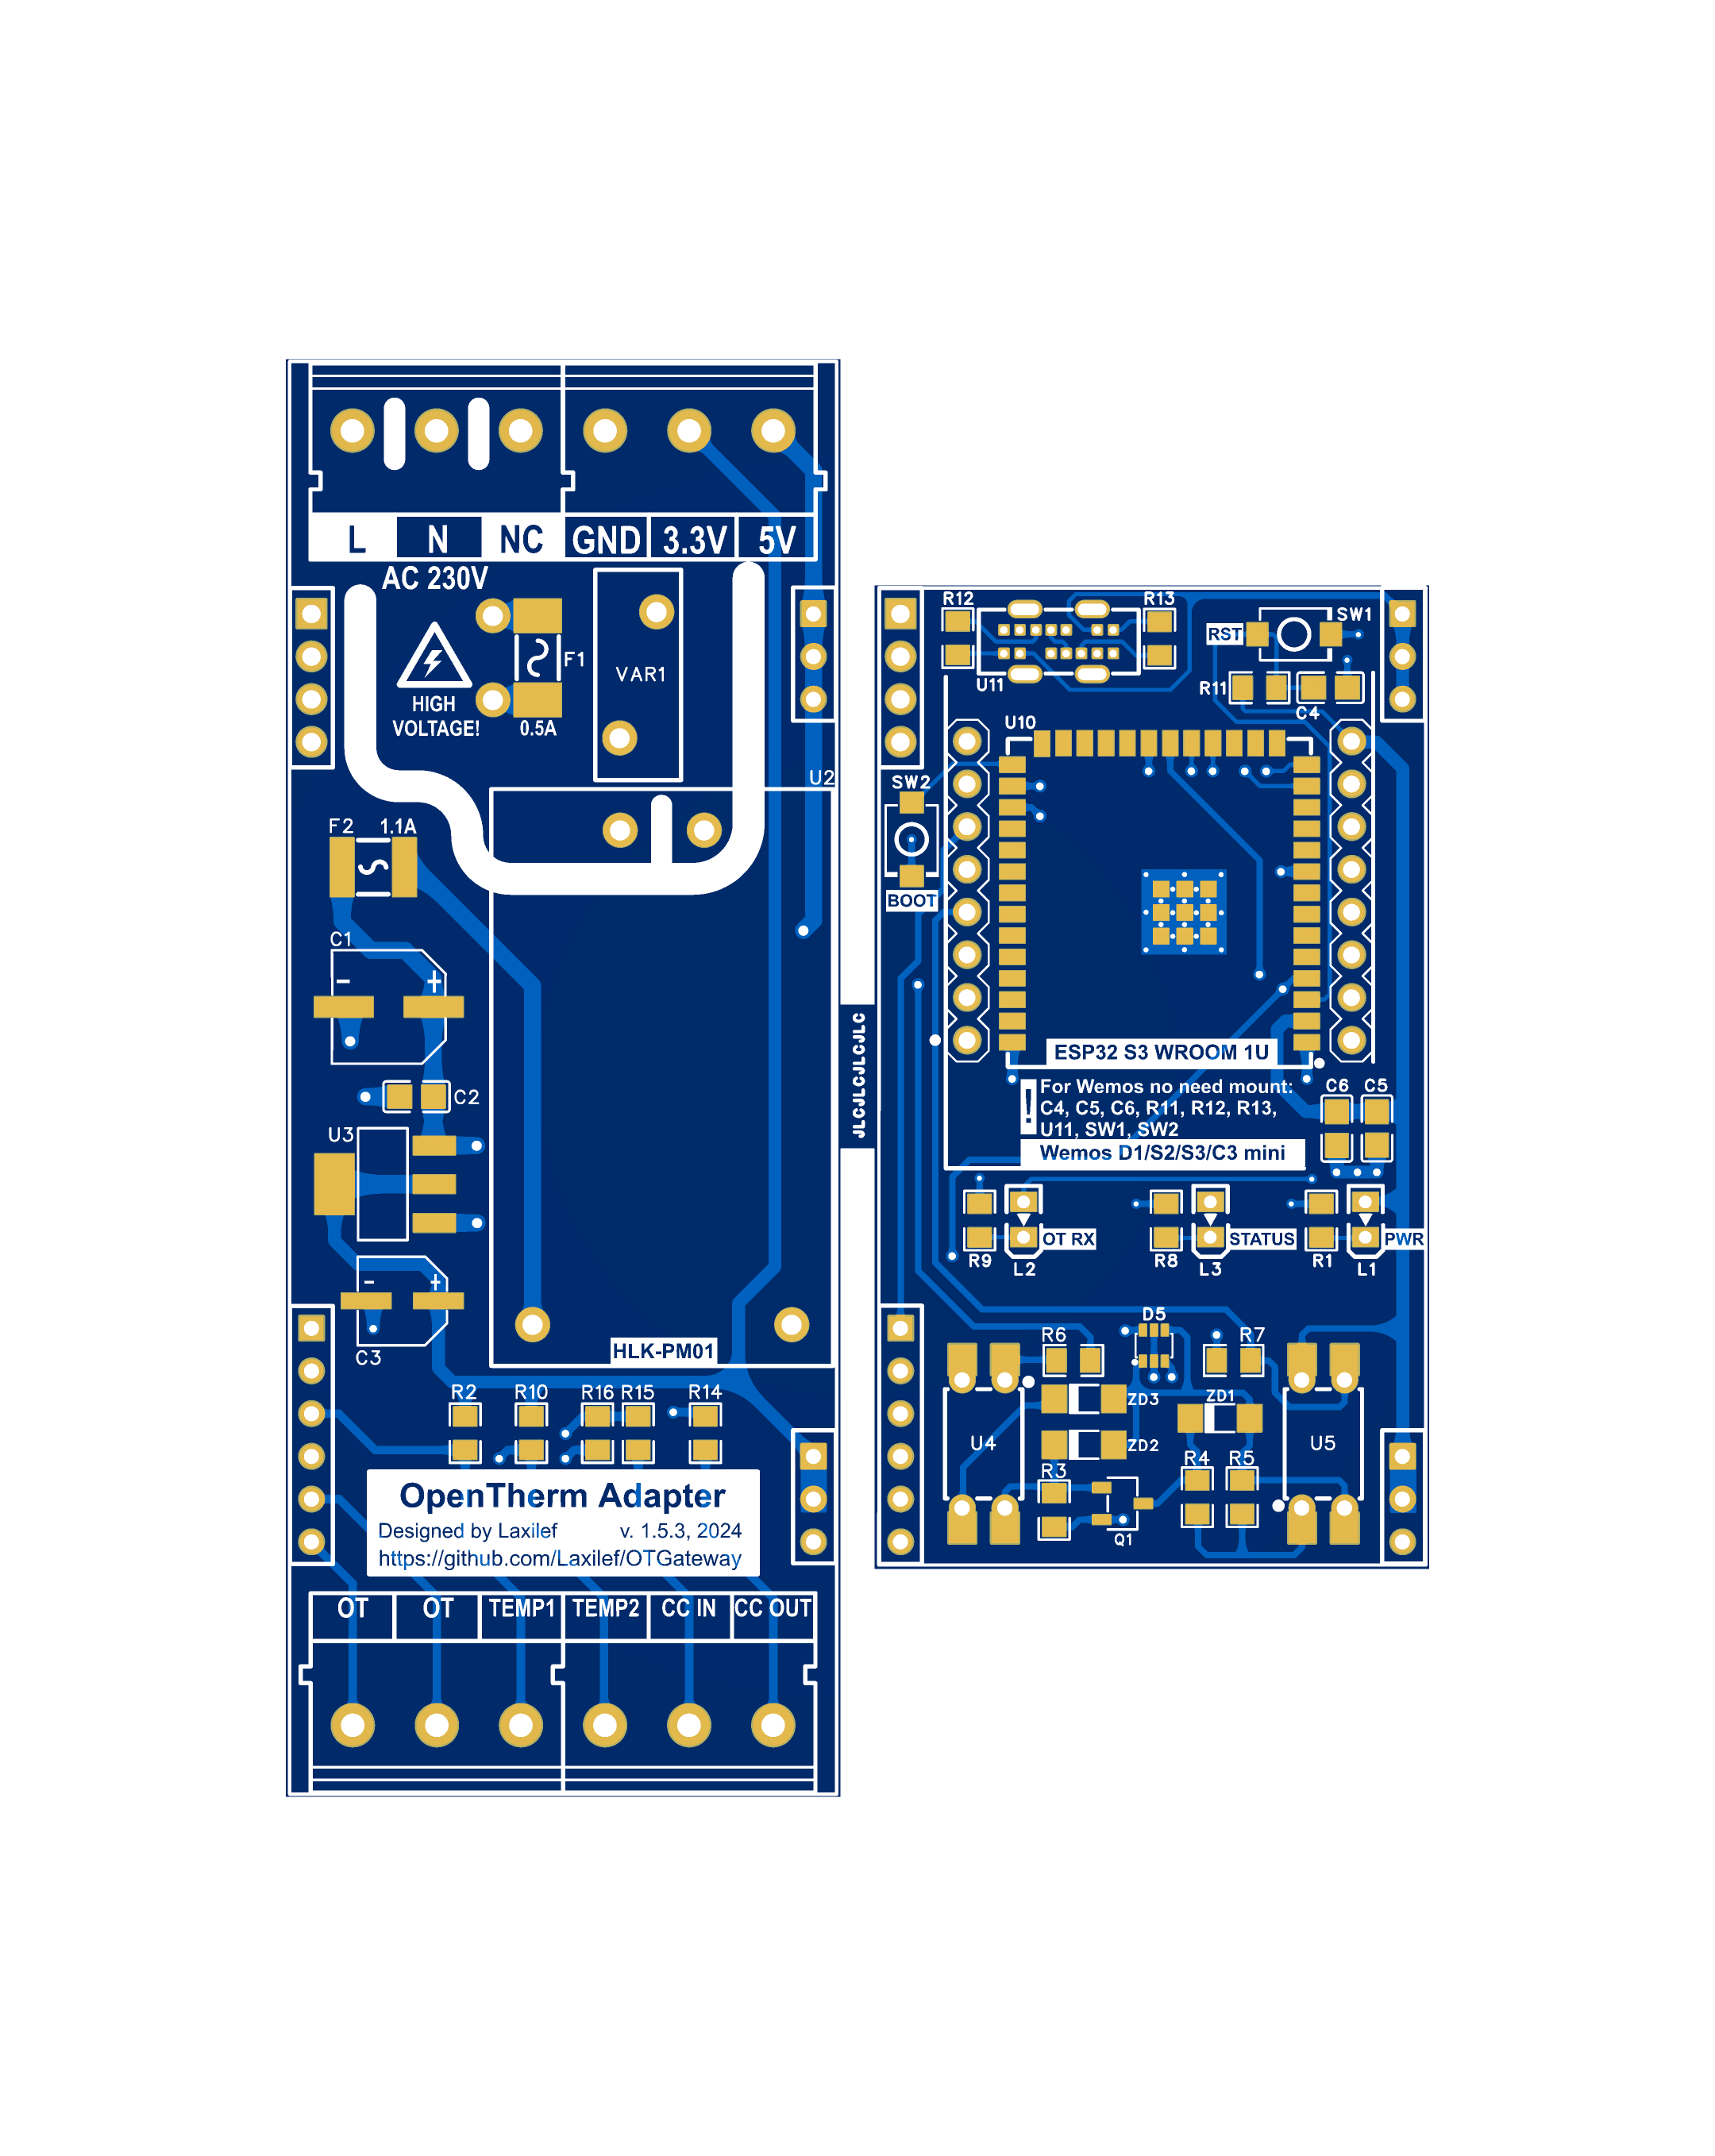 L N NC GND 3.3V 5V
AC 230V
HIGH
VOLTAGE!
F1
0.5A
VAR1
U2
F2 1.1A
C1
- +
C2
U3
- +
C3
HLK-PM01
R2 R10 R16 R15 R14
OpenTherm Adapter
Designed by Laxilef v. 1.5.3, 2024
https://github.com/Laxilef/OTGateway
OT OT TEMP1 TEMP2 CC IN CC OUT
JLCJLCJLCJLC
R12 R13
SW1
RST
U11
R11
C4
U10
SW2
BOOT
ESP32 S3 WROOM 1U
! For Wemos no need mount:
C4, C5, C6, R11, R12, R13,
U11, SW1, SW2
Wemos D1/S2/S3/C3 mini
C6 C5
OT RX STATUS PWR
R9 L2 R8 L3 R1 L1
D5
R6 R7
ZD3 ZD1
U4 ZD2 U5
R3 R4 R5
Q1